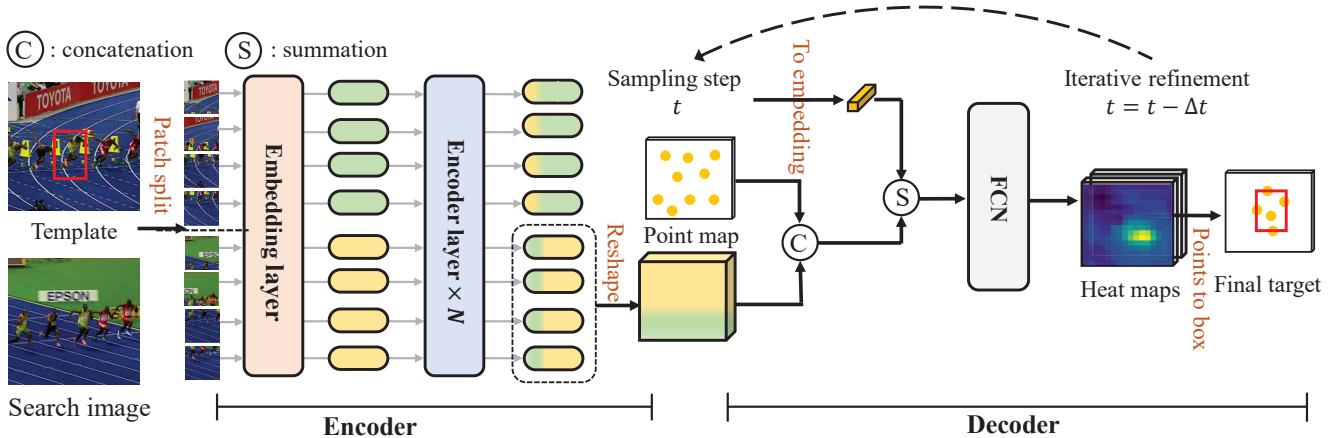 C : concatenation
S : summation
TOYOTA
TOYO
Template
EPSON
Search image
Patch split
Embedding layer
Encoder layer × N
Reshape
Encoder
Sampling step
t
To embedding
Point map
C
S
FCN
Iterative refinement
t = t − Δt
Heat maps
Points to box
Final target
Decoder